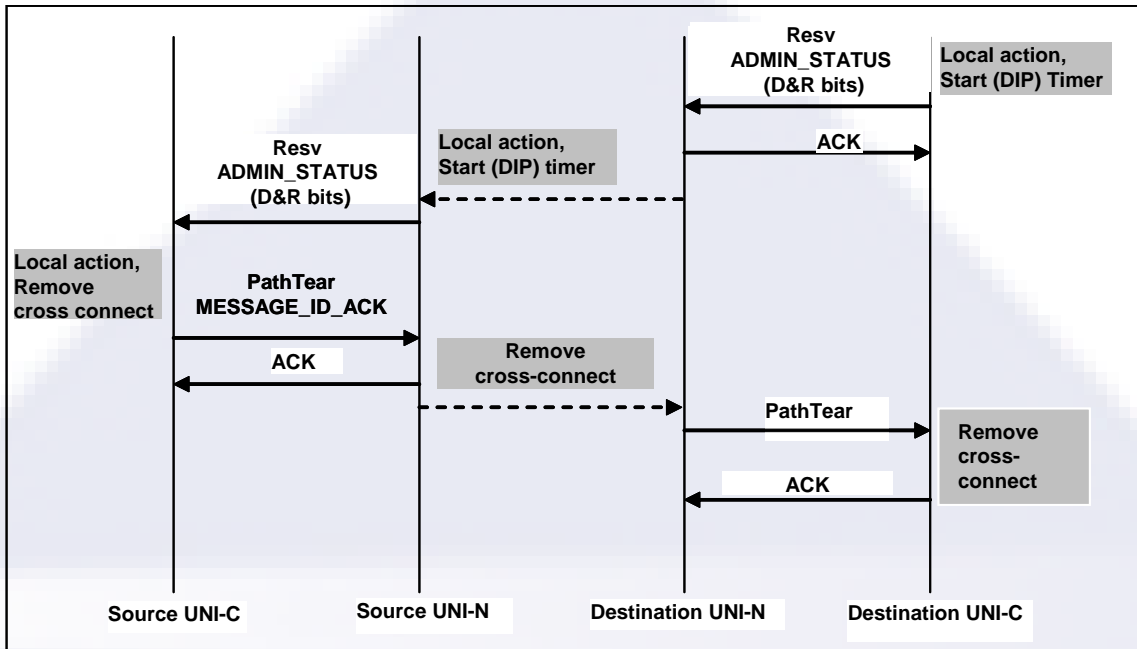 Resv
ADMIN_STATUS
(D&R bits)
Local action,
Start (DIP) Timer
ACK
Resv
ADMIN_STATUS
(D&R bits)
Local action,
Start (DIP) timer
Local action,
Remove
cross connect
PathTear
MESSAGE_ID_ACK
ACK
Remove
cross-connect
PathTear
Remove
cross-
connect
ACK
Source UNI-C
Source UNI-N
Destination UNI-N
Destination UNI-C